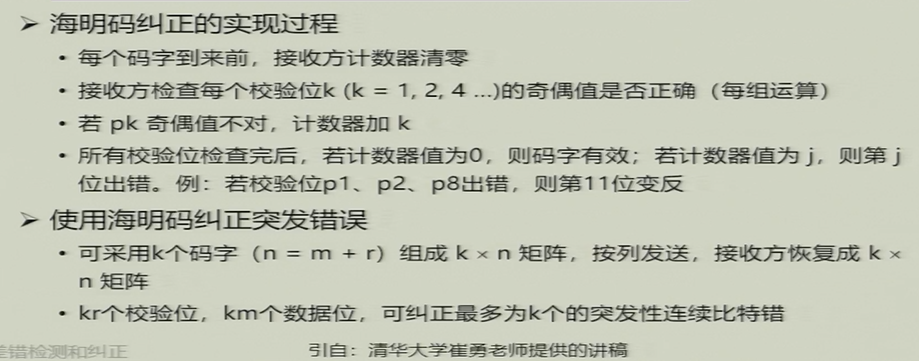 ➢ 海明码纠正的实现过程
• 每个码字到来前，接收方计数器清零
• 接收方检查每个校验位k (k = 1, 2, 4 ...)的奇偶值是否正确（每组运算）
• 若 pk 奇偶值不对，计数器加 k
• 所有校验位检查完后，若计数器值为0，则码字有效；若计数器值为 j，则第 j
位出错。例：若校验位p1、p2、p8出错，则第11位变反
➢ 使用海明码纠正突发错误
• 可采用k个码字（n = m + r）组成 k × n 矩阵，按列发送，接收方恢复成 k ×
n 矩阵
• kr个校验位，km个数据位，可纠正最多为k个的突发性连续比特错
差错检测和纠正
引自：清华大学崔勇老师提供的讲稿